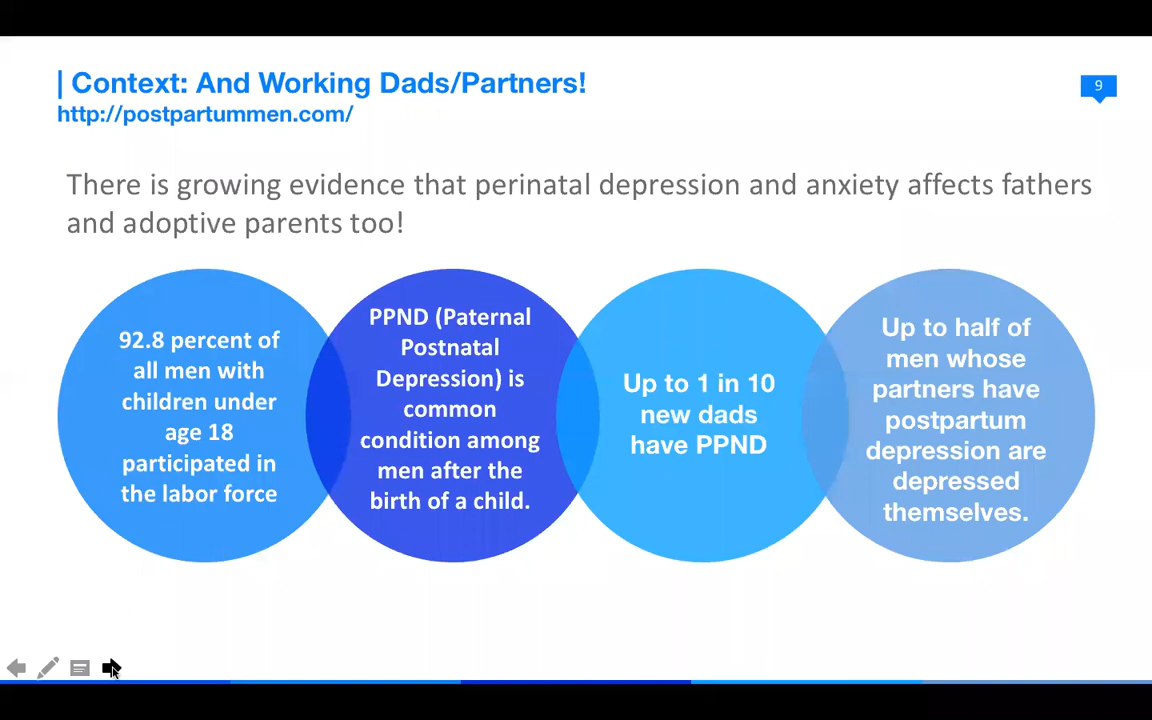 | Context: And Working Dads/Partners!
9
http://postpartummen.com/
There is growing evidence that perinatal depression and anxiety affects fathers
and adoptive parents too!
92.8 percent of
all men with
children under
age 18
participated in
the labor force
PPND (Paternal
Postnatal
Depression) is
common
condition among
men after the
birth of a child.
Up to 1 in 10
new dads
have PPND
Up to half of
men whose
partners have
postpartum
depression are
depressed
themselves.